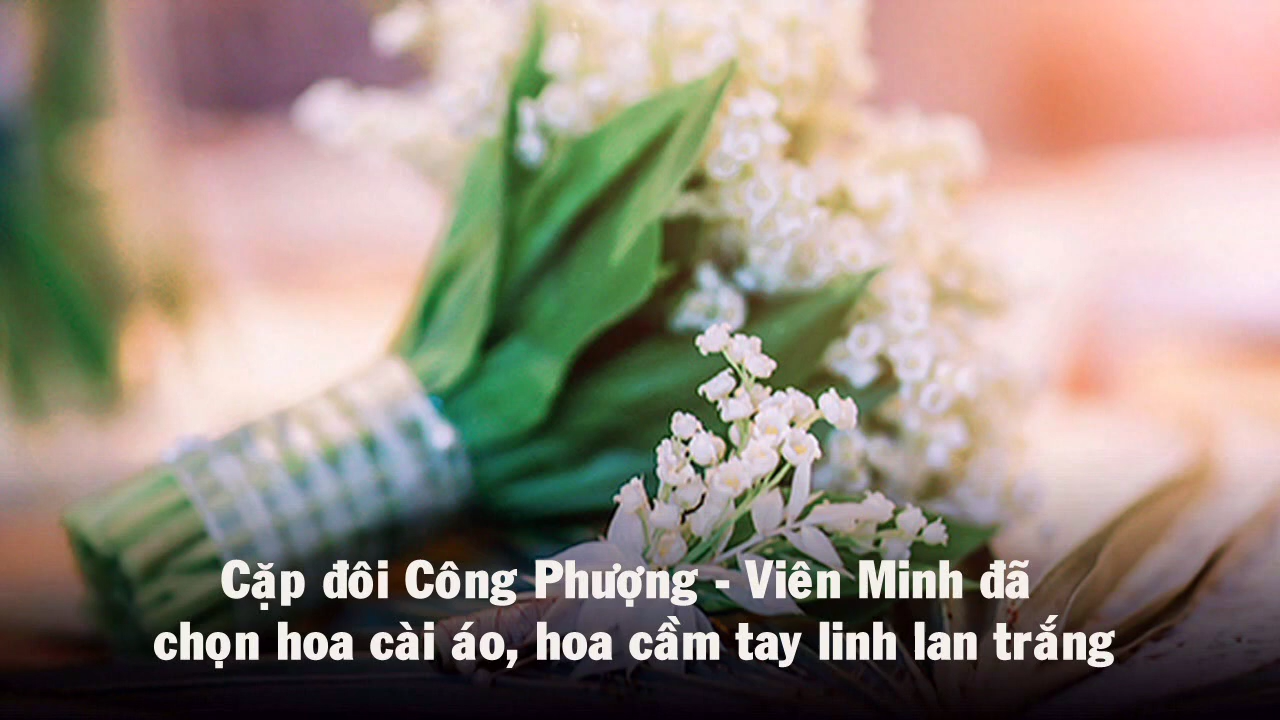 Cặp đôi Công Phượng - Viên Minh đã
chọn hoa cài áo, hoa cầm tay linh lan trắng